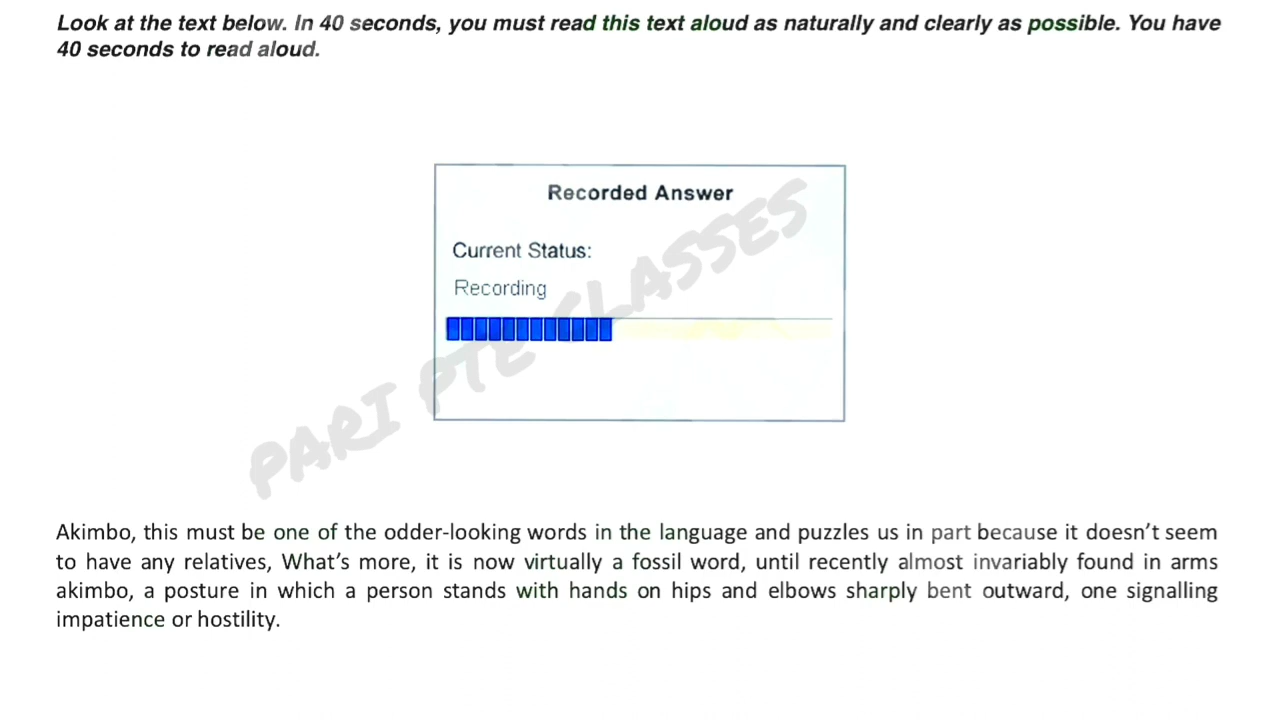 Look at the text below. In 40 seconds, you must read this text aloud as naturally and clearly as possible. You have
40 seconds to read aloud.
Recorded Answer
Current Status:
Recording
PARI PTE CLASSES
Akimbo, this must be one of the odder-looking words in the language and puzzles us in part because it doesn’t seem
to have any relatives, What’s more, it is now virtually a fossil word, until recently almost invariably found in arms
akimbo, a posture in which a person stands with hands on hips and elbows sharply bent outward, one signalling
impatience or hostility.